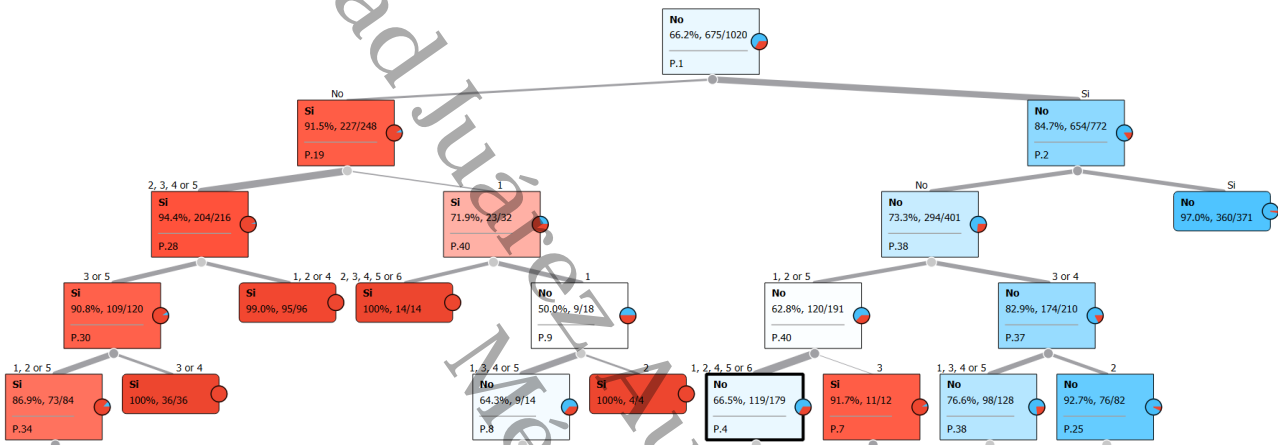 No
66.2%, 675/1020
P.1
No
Si
Si
91.5%, 227/248
P.19
No
84.7%, 654/772
P.2
2, 3, 4 or 5
1
No
Si
Si
94.4%, 204/216
P.28
Si
71.9%, 23/32
P.40
No
73.3%, 294/401
P.38
No
97.0%, 360/371
3 or 5
1, 2 or 4
2, 3, 4, 5 or 6
1
1, 2 or 5
3 or 4
Si
90.8%, 109/120
P.30
Si
99.0%, 95/96
Si
100%, 14/14
No
50.0%, 9/18
P.9
No
62.8%, 120/191
P.40
No
82.9%, 174/210
P.37
1, 2 or 5
3 or 4
1, 3, 4 or 5
2
1, 2, 4, 5 or 6
3
1, 3, 4 or 5
2
Si
86.9%, 73/84
P.34
Si
100%, 36/36
No
64.3%, 9/14
P.8
Si
100%, 4/4
No
66.5%, 119/179
P.4
Si
91.7%, 11/12
P.7
No
76.6%, 98/128
P.38
No
92.7%, 76/82
P.25
ad Juárez Au
Mé